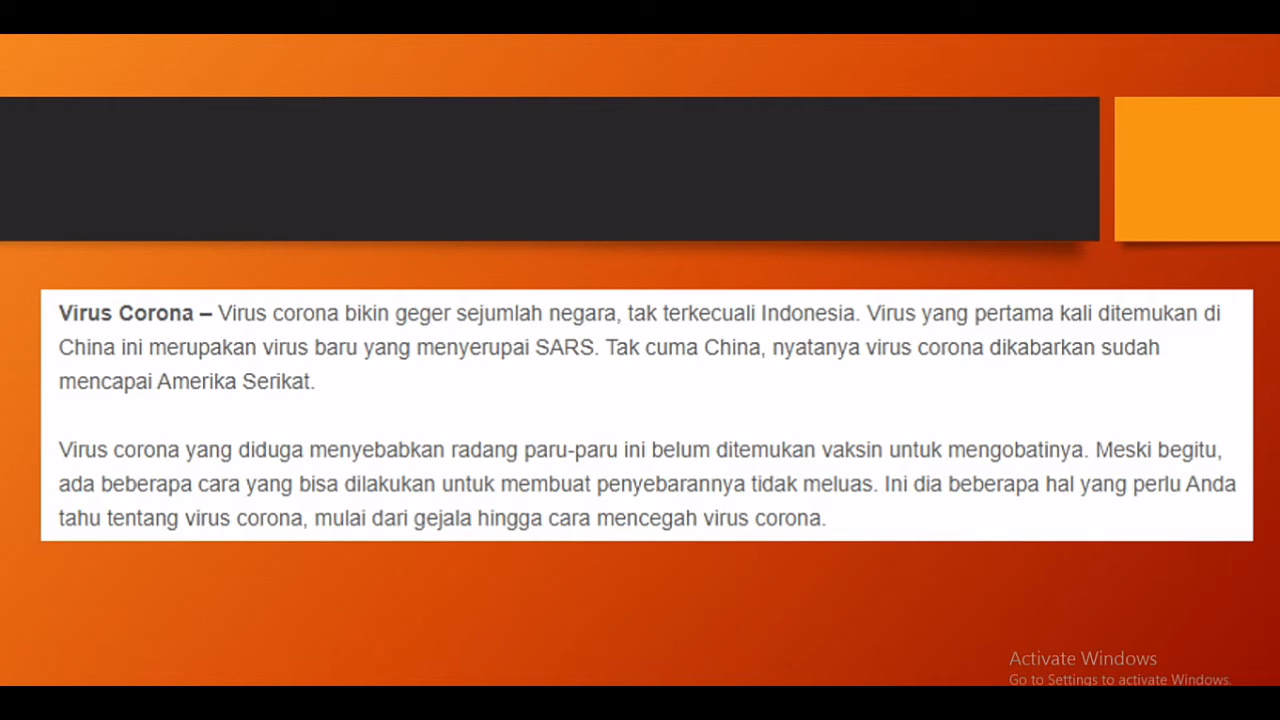 Virus Corona – Virus corona bikin geger sejumlah negara, tak terkecuali Indonesia. Virus yang pertama kali ditemukan di
China ini merupakan virus baru yang menyerupai SARS. Tak cuma China, nyatanya virus corona dikabarkan sudah
mencapai Amerika Serikat.
Virus corona yang diduga menyebabkan radang paru-paru ini belum ditemukan vaksin untuk mengobatinya. Meski begitu,
ada beberapa cara yang bisa dilakukan untuk membuat penyebarannya tidak meluas. Ini dia beberapa hal yang perlu Anda
tahu tentang virus corona, mulai dari gejala hingga cara mencegah virus corona.
Activate Windows
Go to Settings to activate Windows.